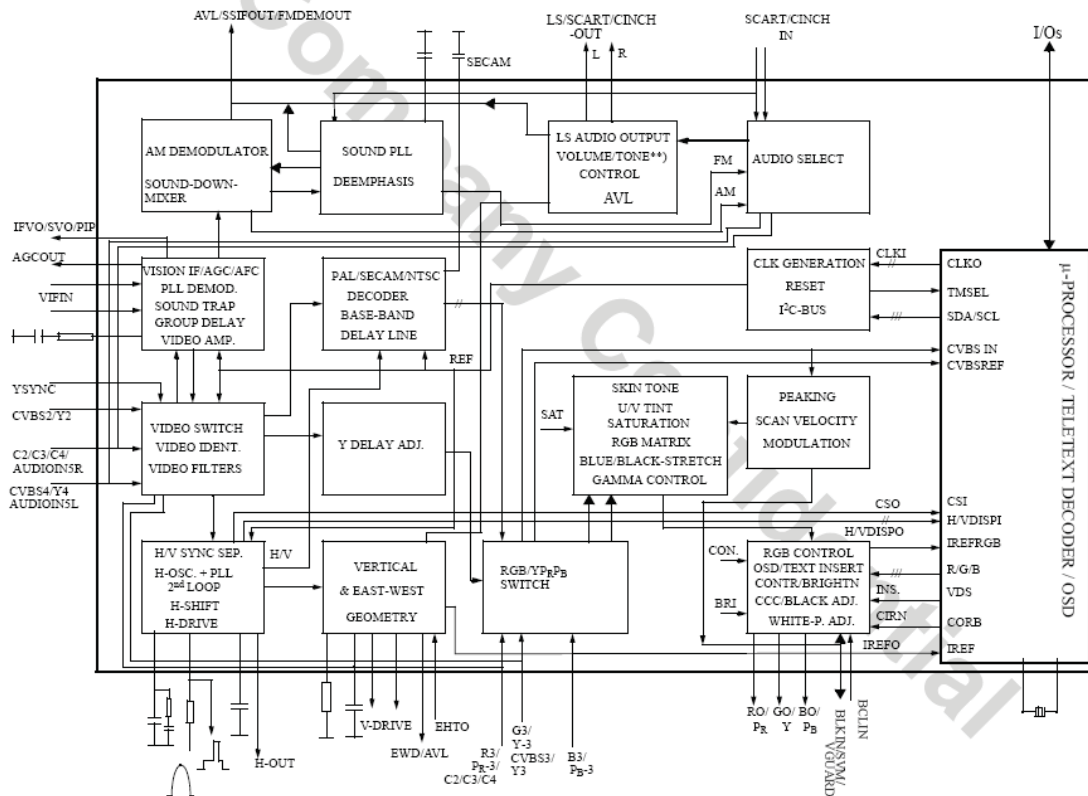 AVL/SSIFOUT/FMDEMOUT
LS/SCART/CINCH
-OUT
SCART/CINCH
IN
I/Os
L
R
SECAM
AM DEMODULATOR
SOUND-DOWN-
MIXER
SOUND PLL
DEEMPHASIS
LS AUDIO OUTPUT
VOLUME/TONE**)
CONTROL
AVL
FM
AM
AUDIO SELECT
IFVO/SVO/PIP
AGCOUT
VIFIN
VISION IF/AGC/AFC
PLL DEMOD.
SOUND TRAP
GROUP DELAY
VIDEO AMP.
PAL/SECAM/NTSC
DECODER
BASE-BAND
DELAY LINE
//
REF
CLK GENERATION
RESET
I²C-BUS
CLKI
//
///
CLKO
TMSEL
SDA/SCL
CVBS IN
CVBSREF
μ-PROCESSOR / TELETEXT DECODER / OSD
YSYNC
CVBS2/Y2
C2/C3/C4/
AUDIOIN5R
CVBS4/Y4
AUDIOIN5L
VIDEO SWITCH
VIDEO IDENT.
VIDEO FILTERS
Y DELAY ADJ.
SAT
SKIN TONE
U/V TINT
SATURATION
RGB MATRIX
BLUE/BLACK-STRETCH
GAMMA CONTROL
PEAKING
SCAN VELOCITY
MODULATION
CSO
//
H/VDISPO
CSI
H/VDISPI
IREFRGB
R/G/B
VDS
CORB
IREF
H/V SYNC SEP.
H-OSC. + PLL
2nd LOOP
H-SHIFT
H-DRIVE
H/V
VERTICAL
& EAST-WEST
GEOMETRY
RGB/YPRPB
SWITCH
CON.
BRI
RGB CONTROL
OSD/TEXT INSERT
CONTR/BRIGHTN
CCC/BLACK ADJ.
WHITE-P. ADJ.
///
INS.
CIRN
IREFO
H-OUT
V-DRIVE
EWD/AVL
EHTO
R3/
PR-3/
C2/C3/C4
G3/
Y-3
CVBS3/
Y3
B3/
PB-3
RO/
PR
GO/
Y
BO/
PB
BLKIN/SVM/
VGUARD
BCLIN
Company Confidential